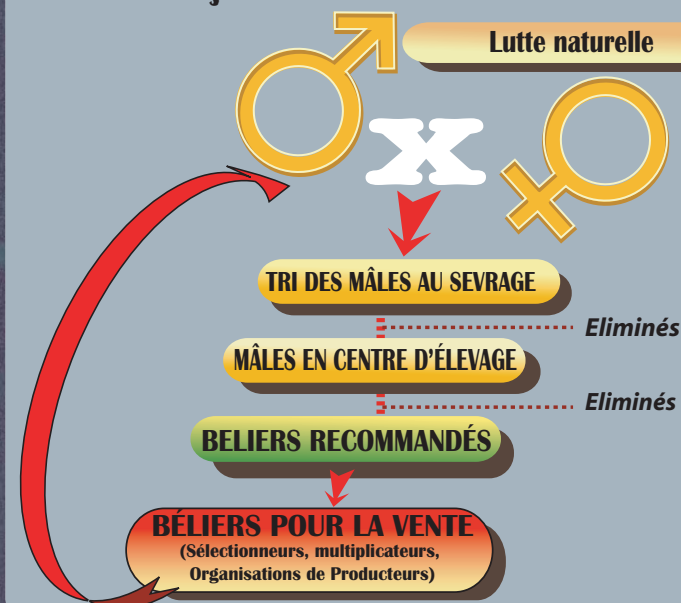 Lutte naturelle
X
TRI DES MÂLES AU SEVRAGE
Eliminés
MÂLES EN CENTRE D'ÉLEVAGE
Eliminés
BELIERS RECOMMANDÉS
BÉLIERS POUR LA VENTE
(Sélectionneurs, multiplicateurs,
Organisations de Producteurs)